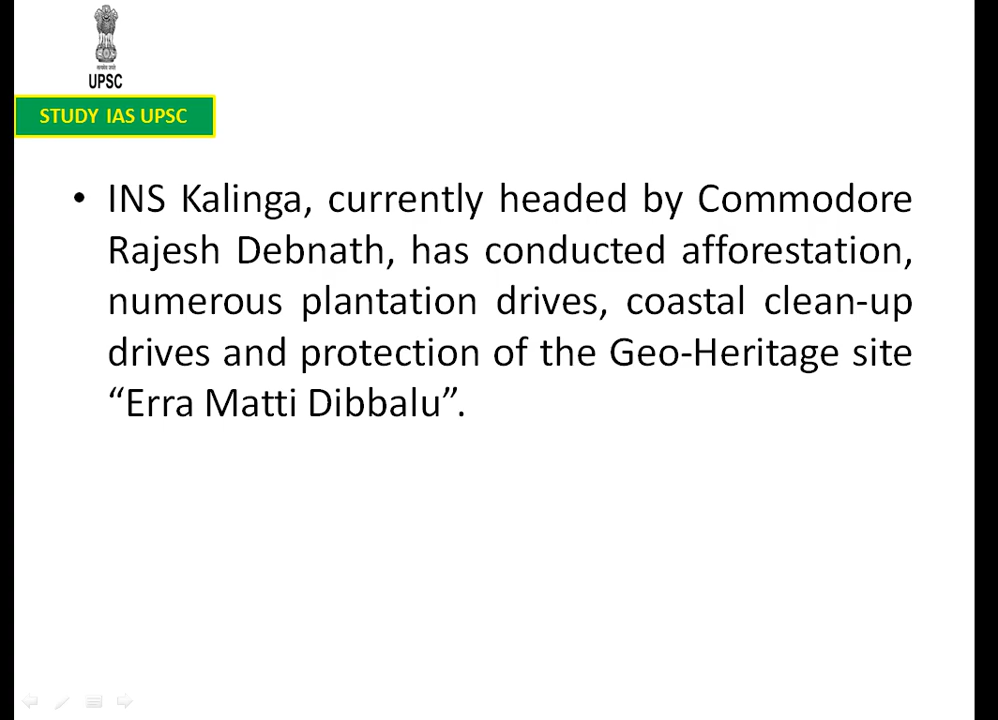 UPSC
STUDY IAS UPSC
• INS Kalinga, currently headed by Commodore
Rajesh Debnath, has conducted afforestation,
numerous plantation drives, coastal clean-up
drives and protection of the Geo-Heritage site
“Erra Matti Dibbalu”.